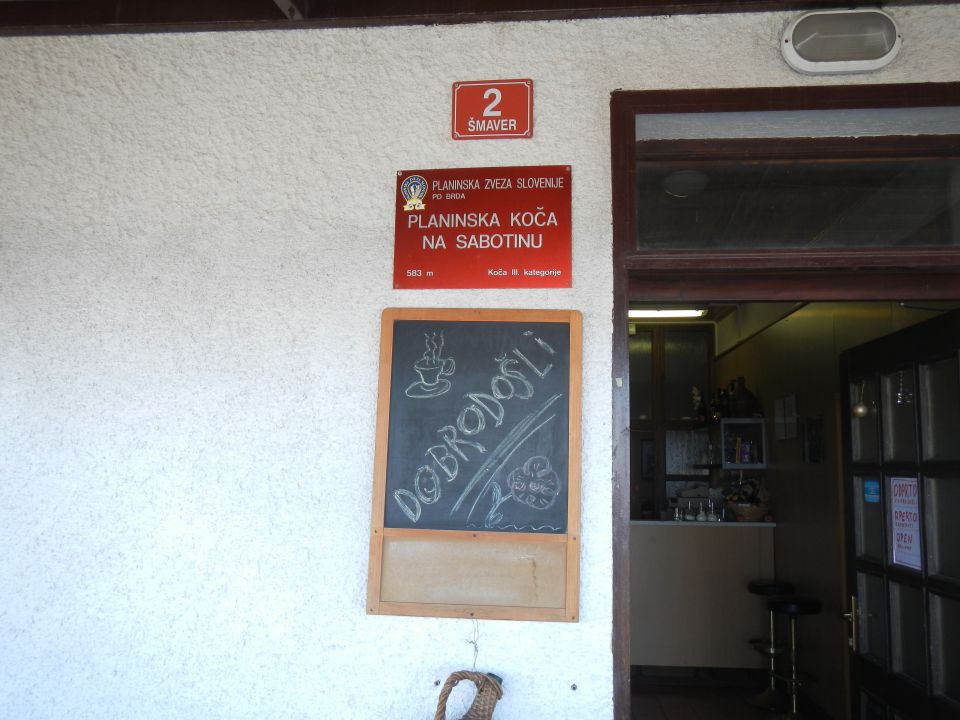 2
ŠMAVER
PLANINSKA ZVEZA SLOVENIJE
PD BRDA
PLANINSKA KOČA
NA SABOTINU
583 m Koča III. kategorije
DOBRODOŠLI
ODPRTO
APERTO
OPEN